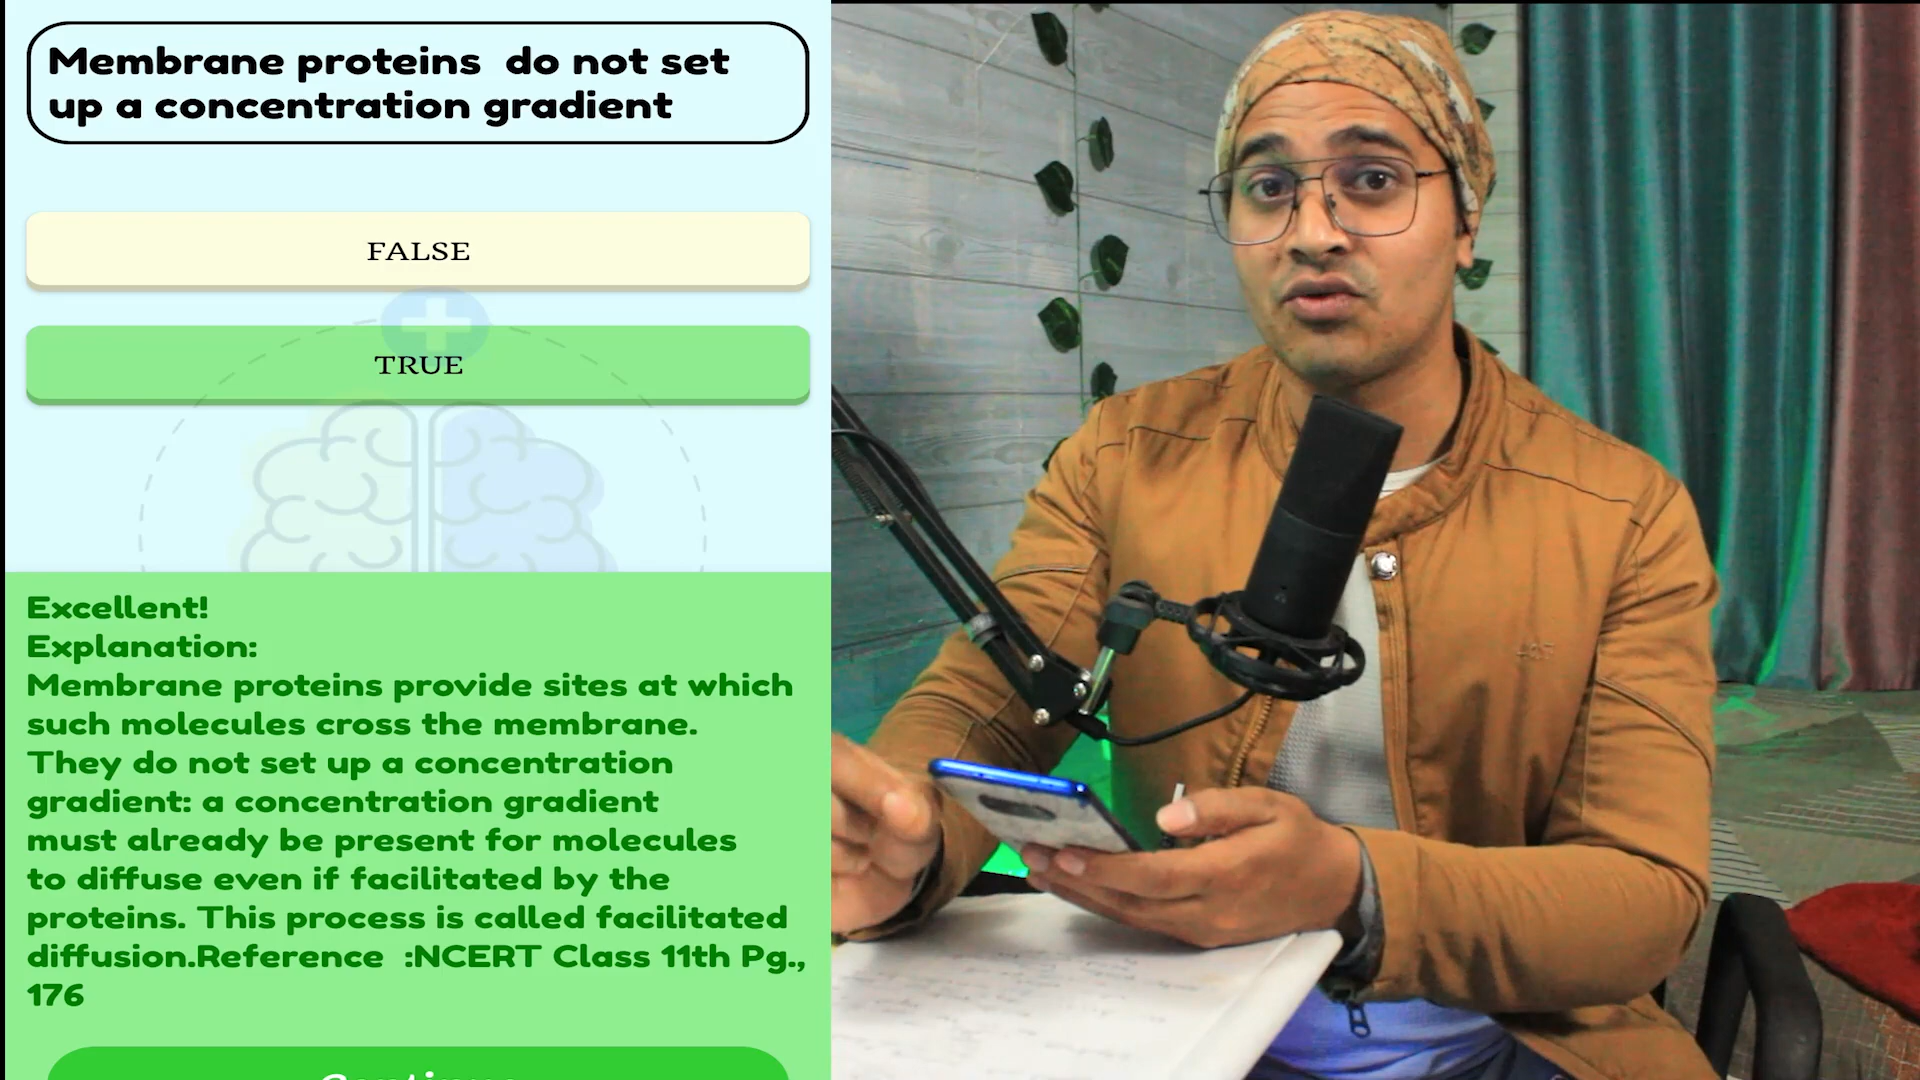 Membrane proteins do not set
up a concentration gradient
FALSE
TRUE
Excellent!
Explanation:
Membrane proteins provide sites at which
such molecules cross the membrane.
They do not set up a concentration
gradient: a concentration gradient
must already be present for molecules
to diffuse even if facilitated by the
proteins. This process is called facilitated
diffusion.Reference :NCERT Class 11th Pg.,
176